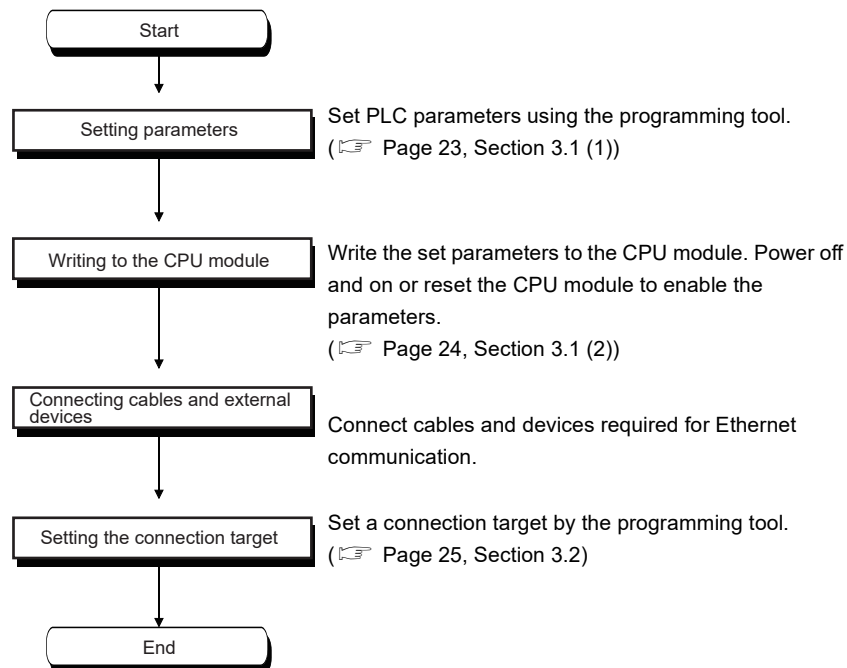 Start
Setting parameters
Set PLC parameters using the programming tool.
(☞ Page 23, Section 3.1 (1))
Writing to the CPU module
Write the set parameters to the CPU module. Power off
and on or reset the CPU module to enable the
parameters.
(☞ Page 24, Section 3.1 (2))
Connecting cables and external
devices
Connect cables and devices required for Ethernet
communication.
Setting the connection target
Set a connection target by the programming tool.
(☞ Page 25, Section 3.2)
End